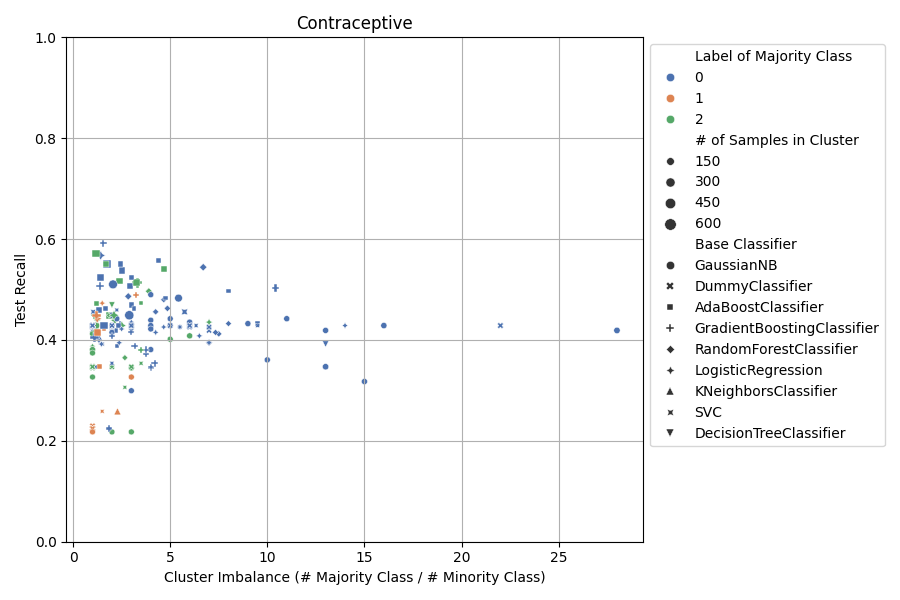 Contraceptive
1.0
0.8
0.6
0.4
0.2
0.0
Test Recall
0
5
10
15
20
25
Cluster Imbalance (# Majority Class / # Minority Class)
Label of Majority Class
0
1
2
# of Samples in Cluster
150
300
450
600
Base Classifier
GaussianNB
DummyClassifier
AdaBoostClassifier
GradientBoostingClassifier
RandomForestClassifier
LogisticRegression
KNeighborsClassifier
SVC
DecisionTreeClassifier